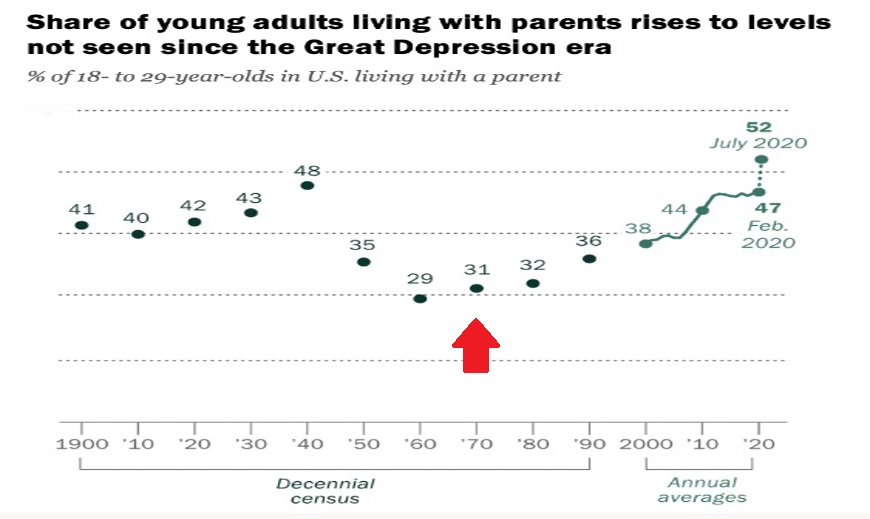 Share of young adults living with parents rises to levels
not seen since the Great Depression era
% of 18- to 29-year-olds in U.S. living with a parent
52
July 2020
48
41
40
42
43
44
47
Feb.
2020
38
35
36
29
31
32
1900 '10 '20 '30 '40 '50 '60 '70 '80 '90 2000 '10 '20
Decennial
census
Annual
averages